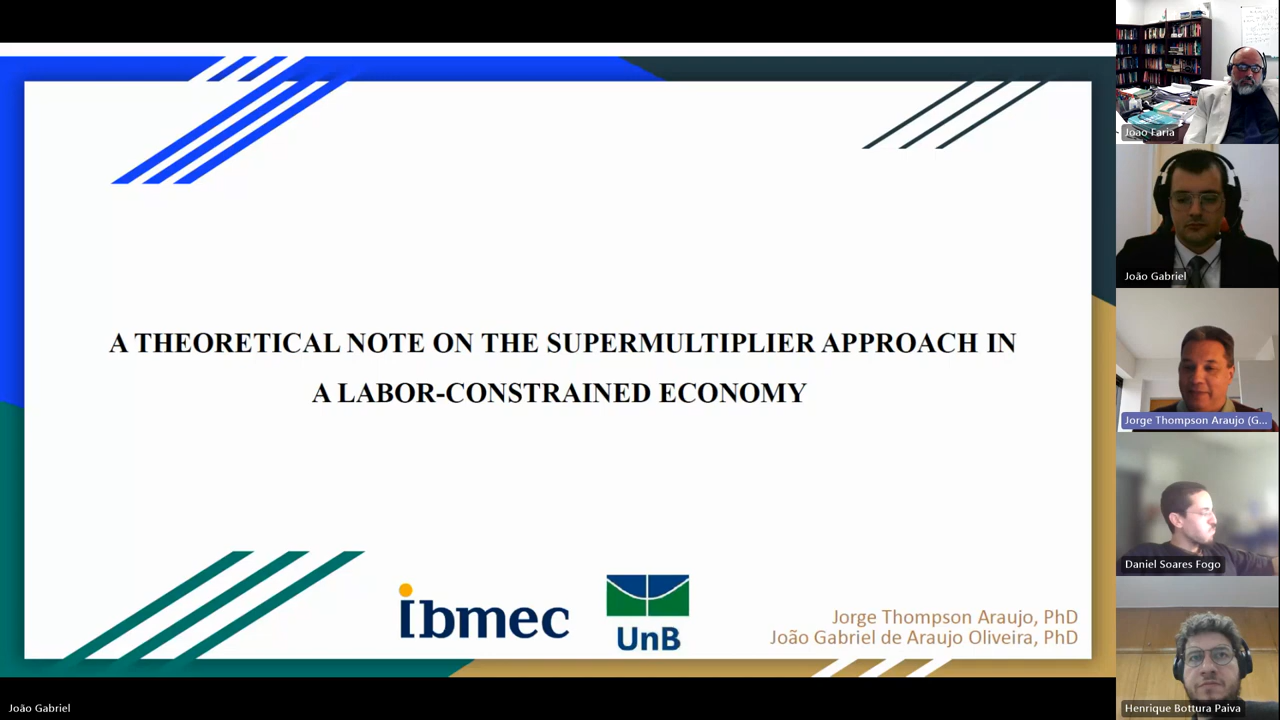 A THEORETICAL NOTE ON THE SUPERMULTIPLIER APPROACH IN
A LABOR-CONSTRAINED ECONOMY
ibmec
UnB
Jorge Thompson Araujo, PhD
João Gabriel de Araujo Oliveira, PhD
João Gabriel
Joao Faria
João Gabriel
Jorge Thompson Araujo (G...
Daniel Soares Fogo
Henrique Bottura Paiva